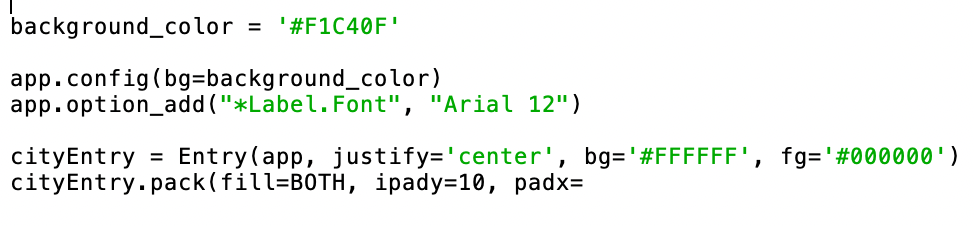 background_color = '#F1C40F'
app.config(bg=background_color)
app.option_add("*Label.Font", "Arial 12")
cityEntry = Entry(app, justify='center', bg='#FFFFFF', fg='#000000')
cityEntry.pack(fill=BOTH, ipady=10, padx=